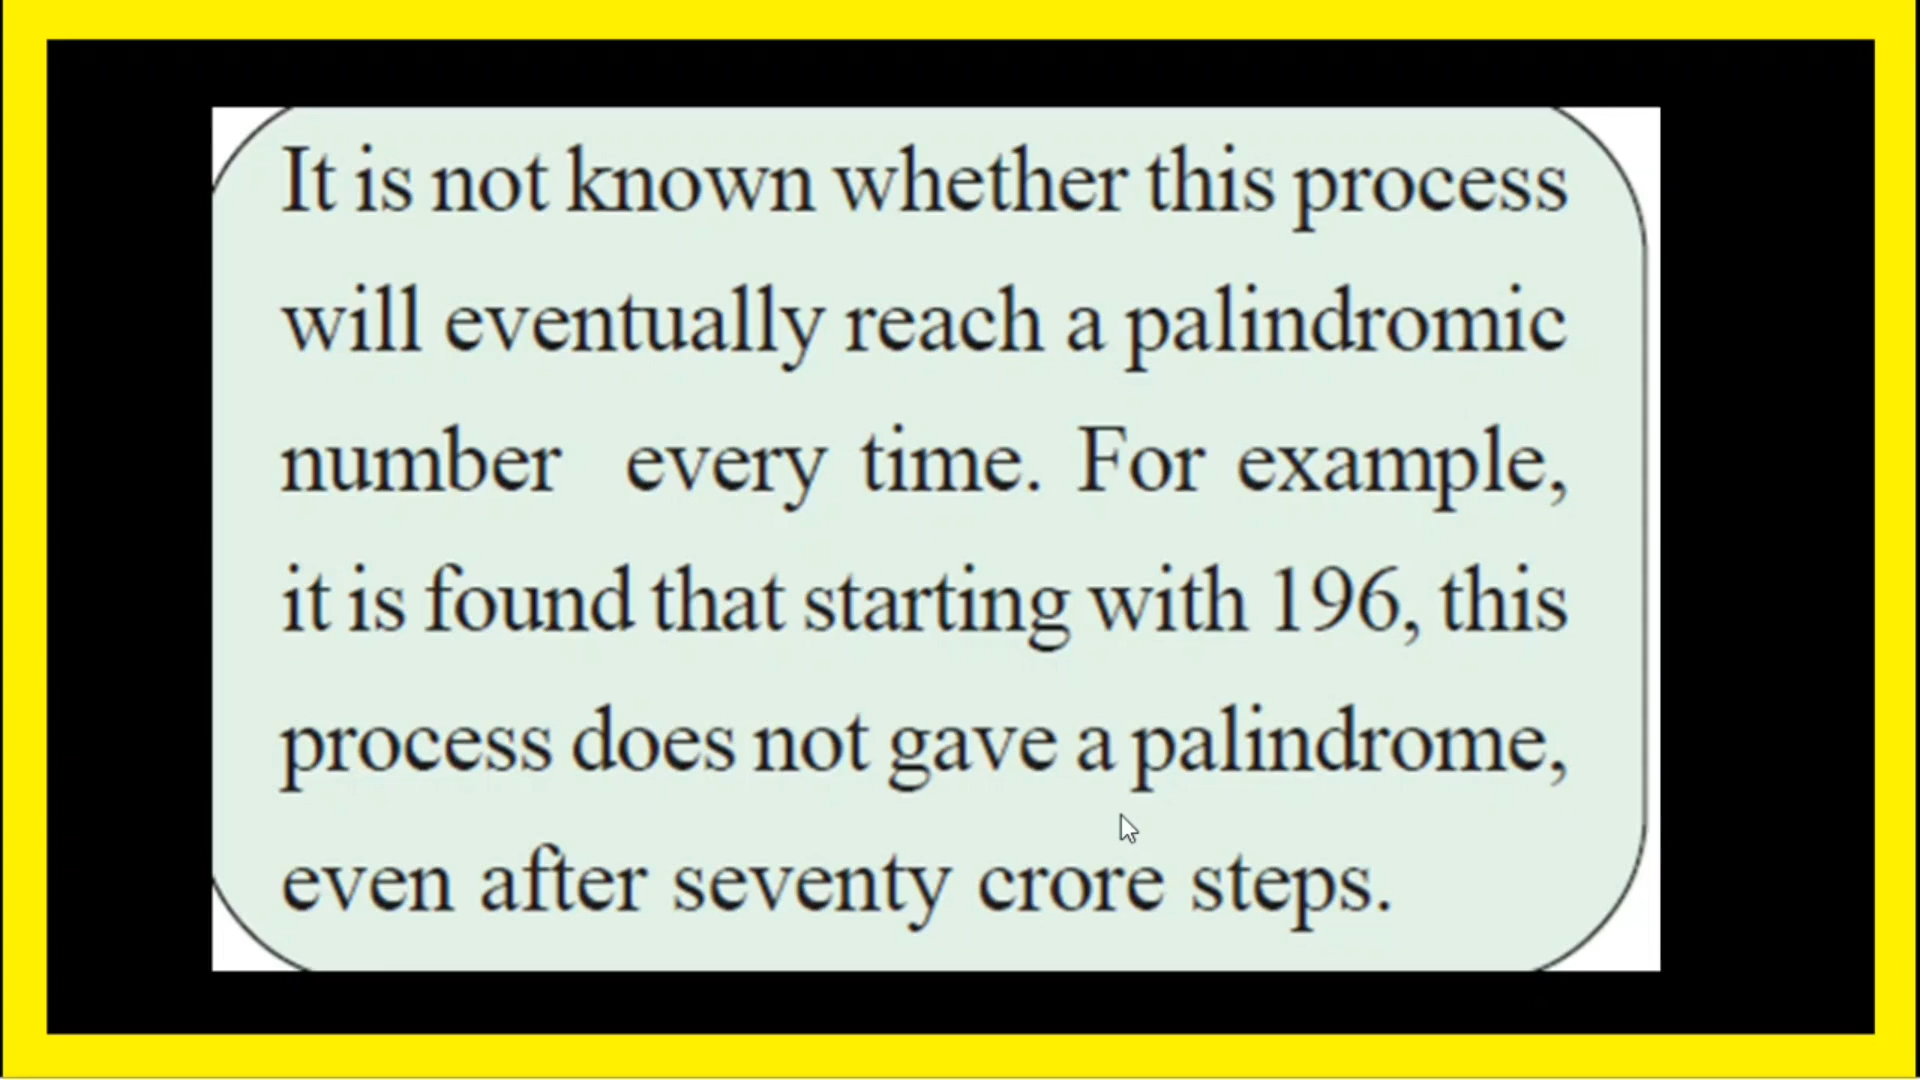 It is not known whether this process
will eventually reach a palindromic
number every time. For example,
it is found that starting with 196, this
process does not gave a palindrome,
even after seventy crore steps.